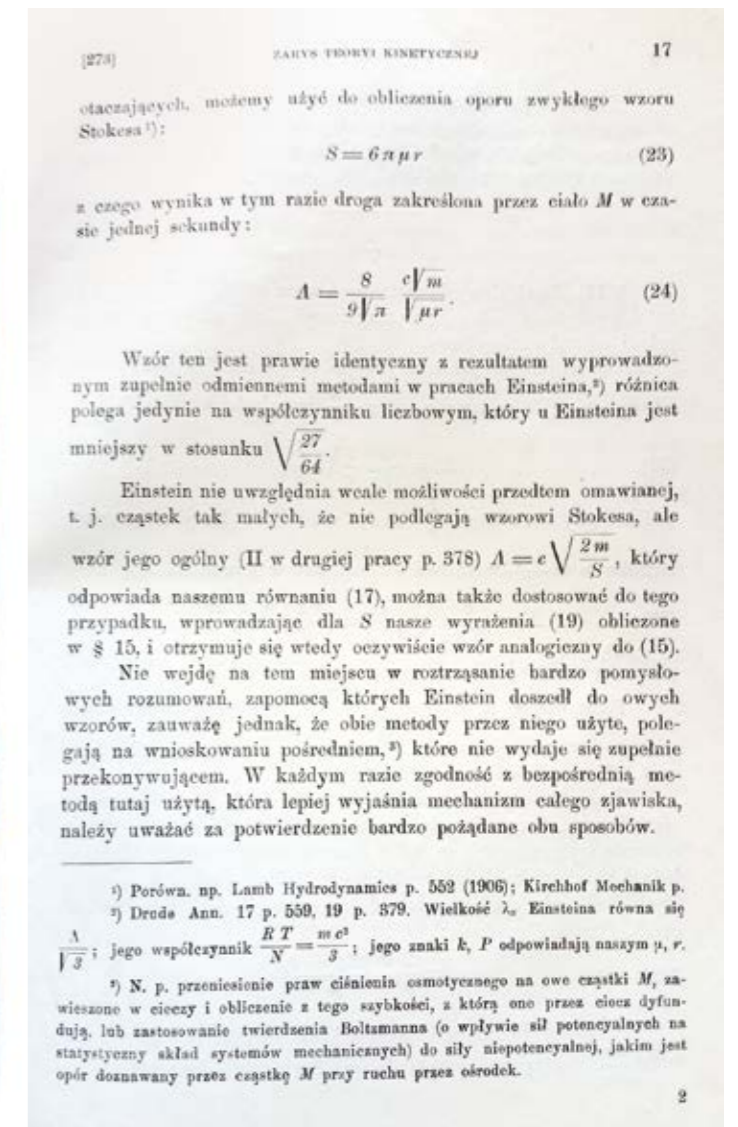 [273] ZARYS TEORYI KINETYCZNEJ 17
otaczających, możemy użyć do obliczenia oporu zwykłego wzoru
Stokesa ¹):
S = 6 π μ r (23)
z czego wynika w tym razie droga zakreślona przez ciało M w cza-
sie jednej sekundy:
Λ = 8/(9√π) c√m/√(μr). (24)
Wzór ten jest prawie identyczny z rezultatem wyprowadzo-
nym zupełnie odmiennemi metodami w pracach Einsteina,²) różnica
polega jedynie na współczynniku liczbowym, który u Einsteina jest
mniejszy w stosunku √(27/64).
Einstein nie uwzględnia wcale możliwości przedtem omawianej,
t. j. cząstek tak małych, że nie podlegają wzorowi Stokesa, ale
wzór jego ogólny (II w drugiej pracy p. 378) Λ = c √(2m/S), który
odpowiada naszemu równaniu (17), można także dostosować do tego
przypadku, wprowadzając dla S nasze wyrażenia (19) obliczone
w § 15, i otrzymuje się wtedy oczywiście wzór analogiczny do (15).
Nie wejdę na tem miejscu w roztrząsanie bardzo pomysło-
wych rozumowań, zapomocą których Einstein doszedł do owych
wzorów, zauważę jednak, że obie metody przez niego użyte, pole-
gają na wnioskowaniu pośredniem,³) które nie wydaje się zupełnie
przekonywującem. W każdym razie zgodność z bezpośrednią me-
todą tutaj użytą, która lepiej wyjaśnia mechanizm całego zjawiska,
należy uważać za potwierdzenie bardzo pożądane obu sposobów.
¹) Porówn. np. Lamb Hydrodynamics p. 552 (1906); Kirchhof Mechanik p.
²) Drude Ann. 17 p. 559, 19 p. 379. Wielkość λₓ Einsteina równa się
Λ/√3; jego współczynnik RT/N = mc²/3; jego znaki k, P odpowiadają naszym μ, r.
³) N. p. przeniesienie praw ciśnienia osmotycznego na owe cząstki M, za-
wieszone w cieczy i obliczenie z tego szybkości, z którą one przez ciecz dyfun-
dują, lub zastosowanie twierdzenia Boltzmanna (o wpływie sił potencyalnych na
statystyczny skład systemów mechanicznych) do siły niepotencyalnej, jakim jest
opór doznawany przez cząstkę M przy ruchu przez ośrodek.
2